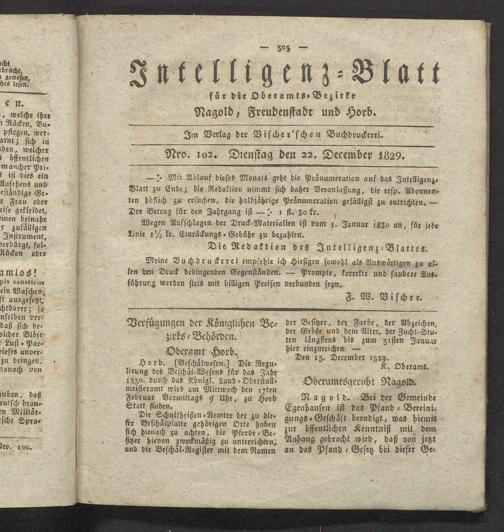 — 505 —
Intelligenz-Blatt
für die Oberamts-Bezirke
Nagold, Freudenstadt und Horb.
Im Verlag der Vischer'schen Buchdruckerei.
Nro. 102. Dienstag den 22. December 1829.
—: Mit Ablauf dieses Monats geht die Pränumeration auf das Intelligenz-
Blatt zu Ende; die Redaktion nimmt sich daher Veranlassung, die resp. Abonnen-
ten höflich zu ersuchen, die halbjährige Pränumeration gefälligst zu entrichten. —
Der Betrag für den Jahrgang ist —: 1 fl. 30 kr.
Wegen Aufschlagen der Druck-Materialien ist vom 1. Januar 1830 an, für jede
Linie 1½ kr. Einrückungs-Gebühr zu bezahlen.
Die Redaktion des Intelligenz-Blattes.
Meine Buchdruckerei empfehle ich Hiesigen sowohl als Auswärtigen zu al-
len den Druck bedingenden Gegenständen. — Prompte, korrekte und saubere Aus-
führung werden stets mit billigen Preisen verbunden seyn.
F. W. Vischer.
Verfügungen der Königlichen Be-
zirks-Behörden.
Oberamt Horb.
Horb. [Beschälwesen.] Die Regu-
lirung des Beschäl-Wesens für das Jahr
1830. durch das Königl. Land-Oberstall-
meisteramt wird am Mittwoch den 17ten
Februar Vormittags 9 Uhr, zu Horb
Statt finden.
Die Schultheißen-Aemter der zu die-
ser Beschälplatte gehörigen Orte haben
sich hienach zu achten, die Pferde-Be-
sitzer hievon zweckmäßig zu unterrichten,
und die Beschäl-Register mit dem Namen
der Besitzer, der Farbe, der Abzeichen,
der Größe und dem Alter, der Zucht-Stu-
ten längstens bis zum 31sten Januar
hier einzureichen. —
Den 15. December 1829.
K. Oberamt.
Oberamtsgericht Nagold.
Nagold. Bei der Gemeinde
Egenhausen ist das Pfand-Vereini-
gungs-Geschäft beendigt, was hiemit
zur öffentlichen Kenntniß mit dem
Anhang gebracht wird, daß von jetzt
an das Pfand-Gesetz bei dieser Ge-